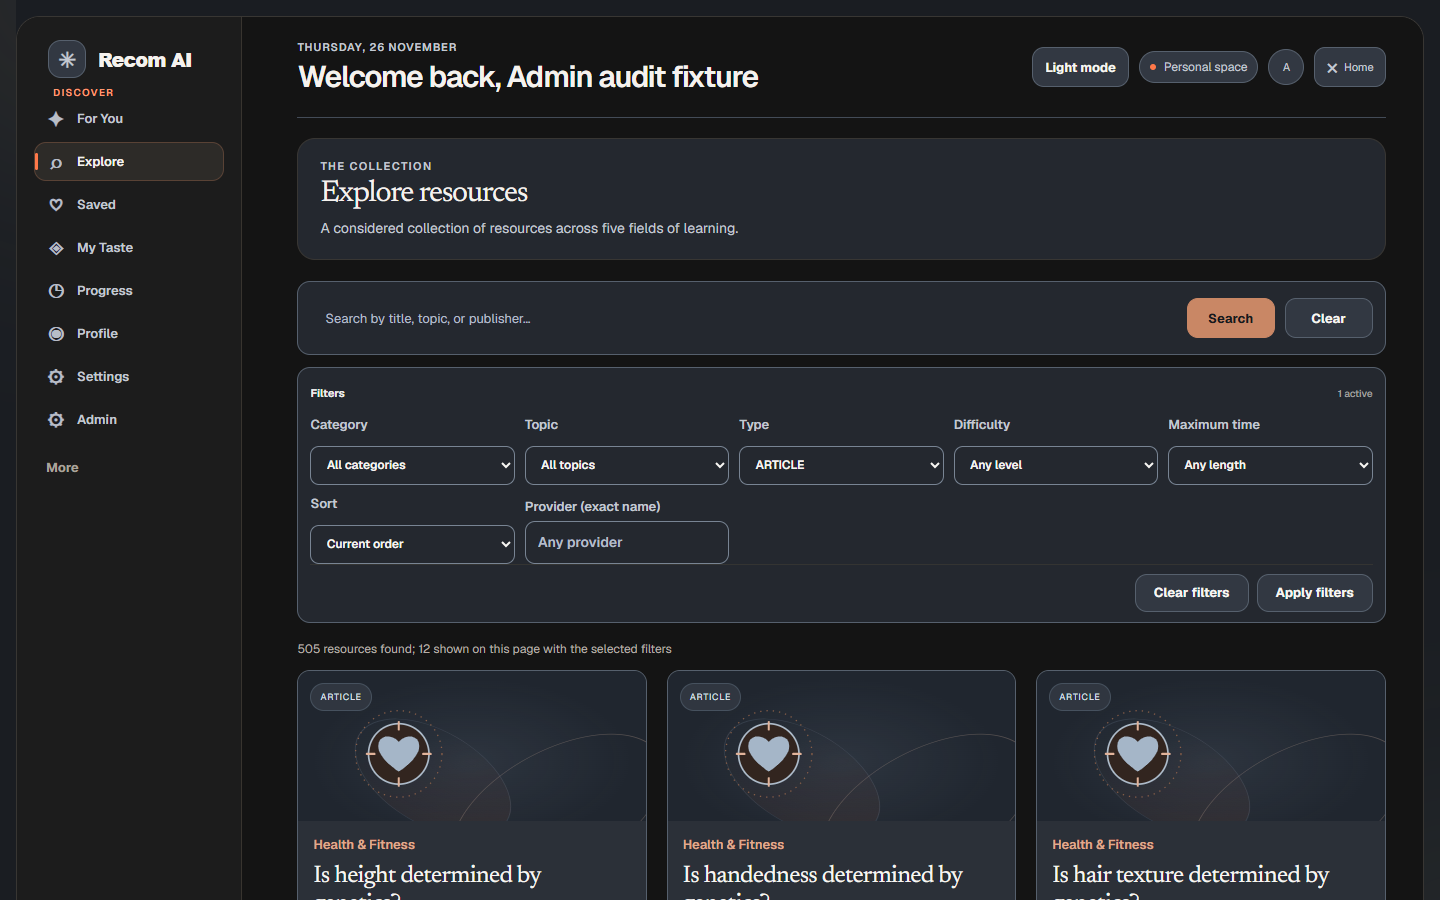 Recom AI
DISCOVER
For You
Explore
Saved
My Taste
Progress
Profile
Settings
Admin
More
THURSDAY, 26 NOVEMBER
Welcome back, Admin audit fixture
Light mode
Personal space
A
Home
THE COLLECTION
Explore resources
A considered collection of resources across five fields of learning.
Search by title, topic, or publisher...
Search
Clear
Filters
1 active
Category
Topic
Type
Difficulty
Maximum time
All categories
All topics
ARTICLE
Any level
Any length
Sort
Provider (exact name)
Current order
Any provider
Clear filters
Apply filters
505 resources found; 12 shown on this page with the selected filters
ARTICLE
Health & Fitness
Is height determined by
genetics?
ARTICLE
Health & Fitness
Is handedness determined by
genetics?
ARTICLE
Health & Fitness
Is hair texture determined by
genetics?